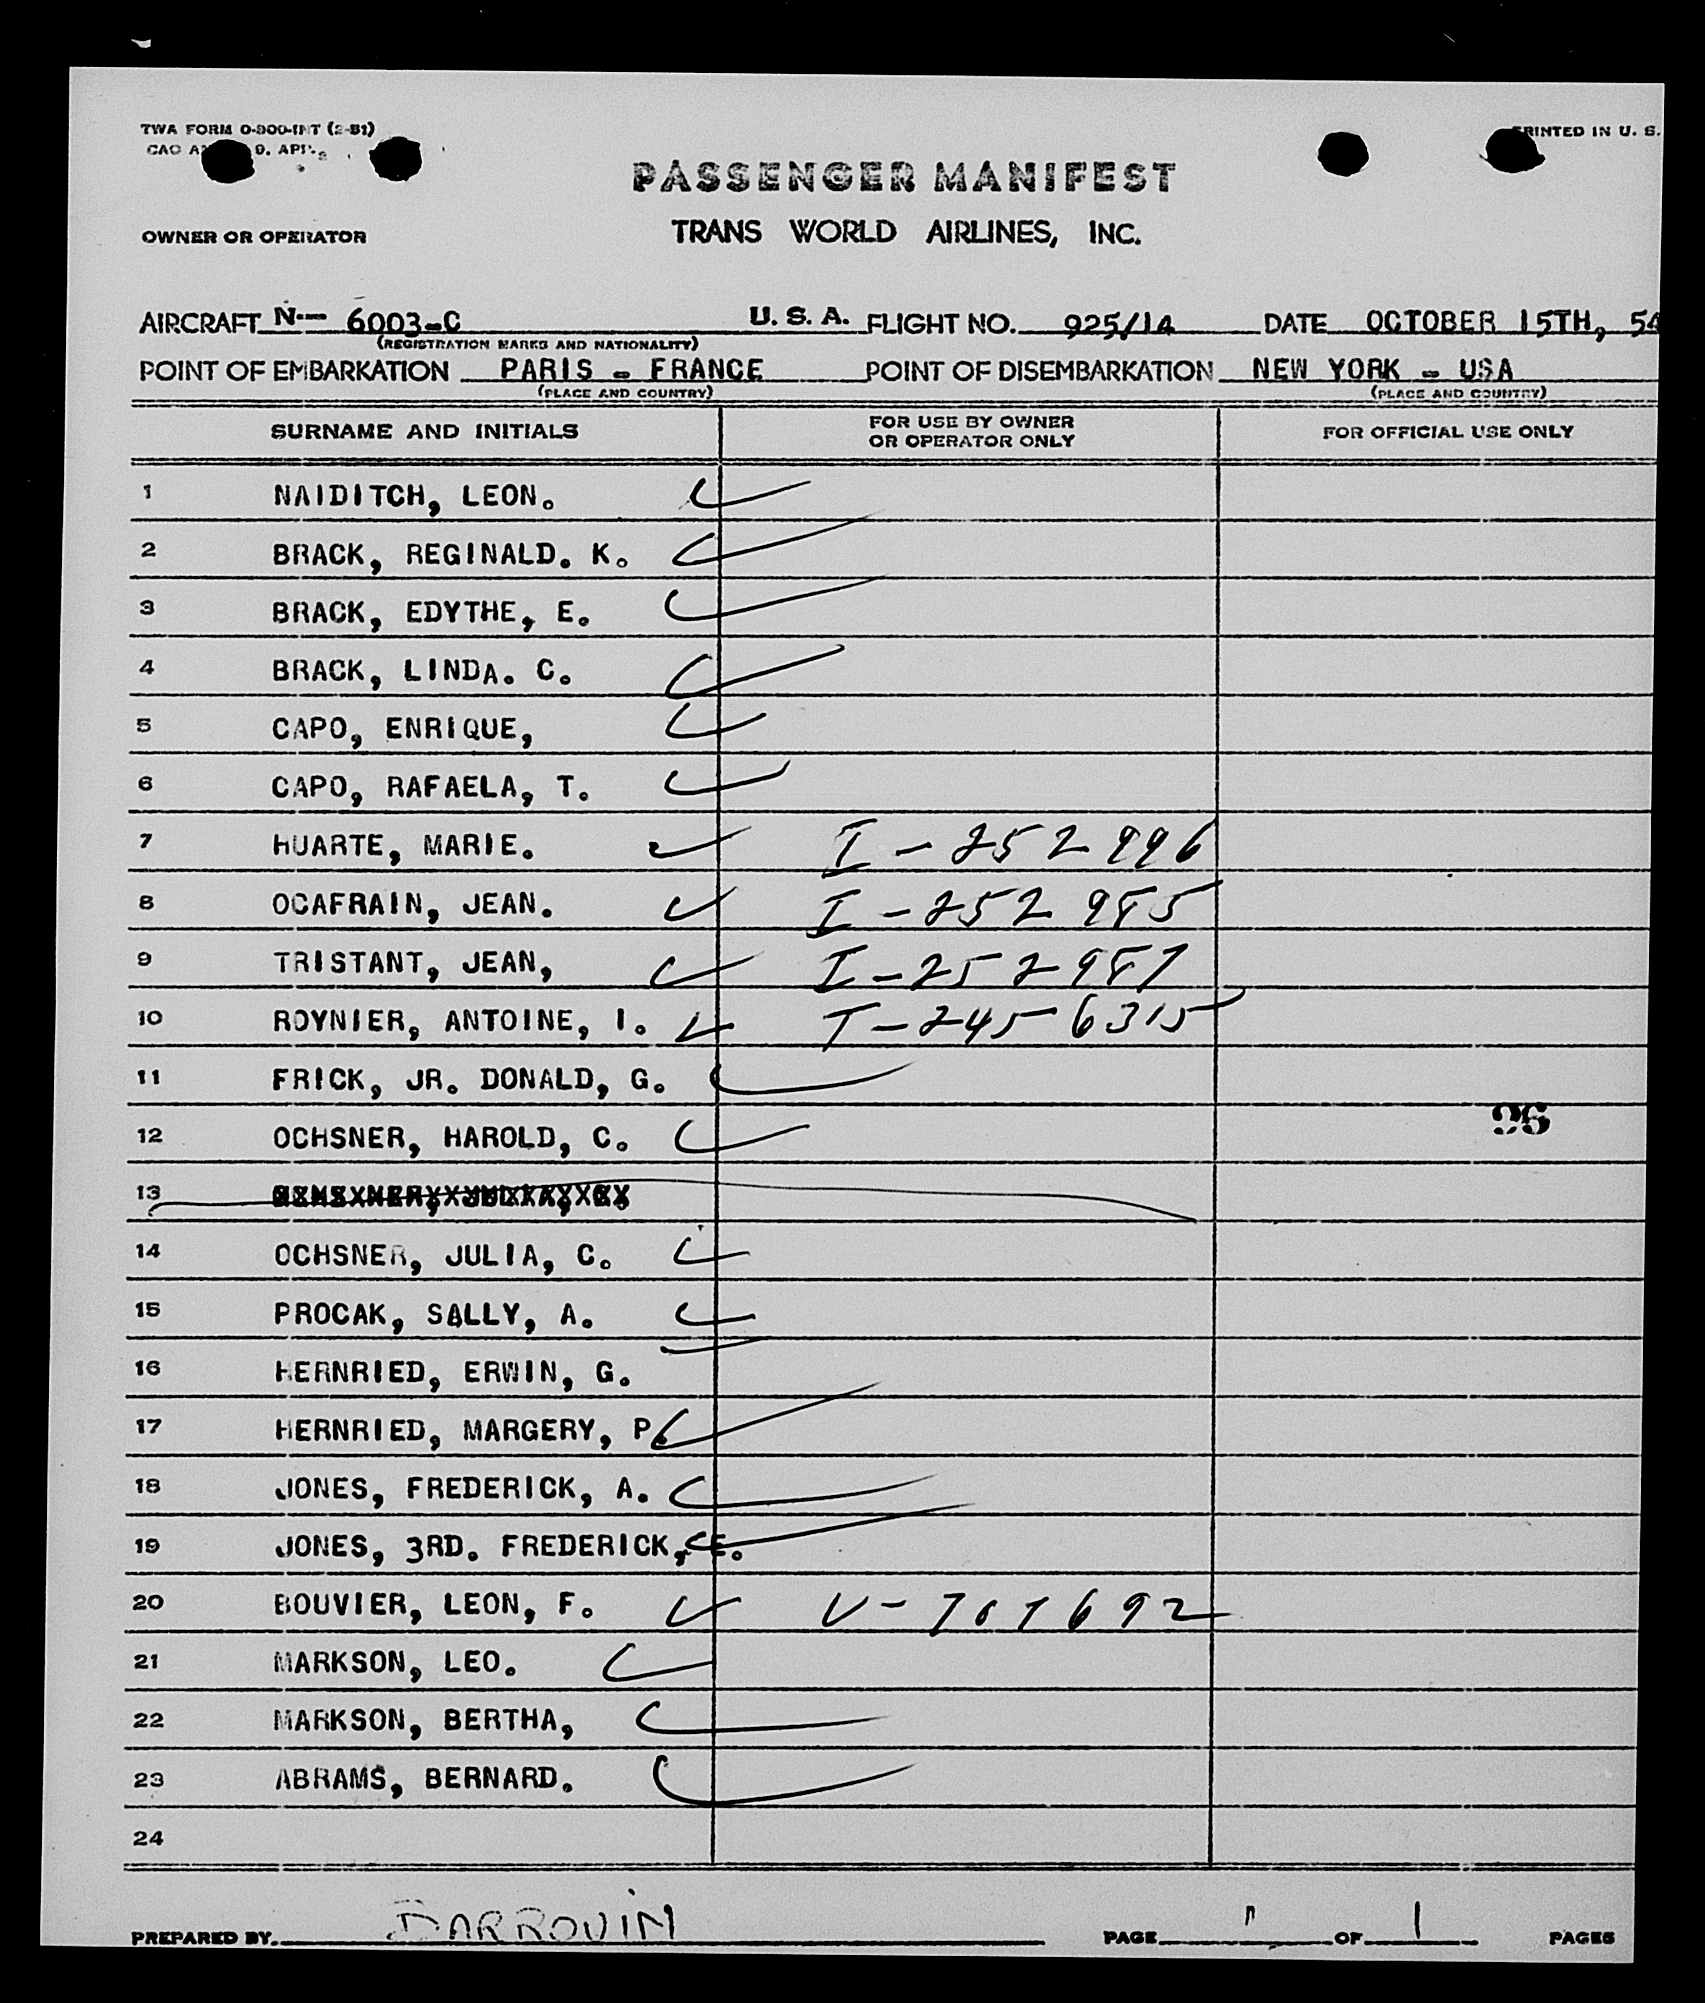 TWA FORM 0-800-INT (2-51)
PRINTED IN U. S.
PASSENGER MANIFEST
TRANS WORLD AIRLINES, INC.
OWNER OR OPERATOR
AIRCRAFT N-- 6003-C U. S. A. FLIGHT NO. 925/14 DATE OCTOBER 15TH, 54
(REGISTRATION MARKS AND NATIONALITY)
POINT OF EMBARKATION PARIS - FRANCE POINT OF DISEMBARKATION NEW YORK - USA
(PLACE AND COUNTRY) (PLACE AND COUNTRY)
SURNAME AND INITIALS FOR USE BY OWNER OR OPERATOR ONLY FOR OFFICIAL USE ONLY
1 NAIDITCH, LEON.
2 BRACK, REGINALD. K.
3 BRACK, EDYTHE, E.
4 BRACK, LINDA. C.
5 CAPO, ENRIQUE,
6 CAPO, RAFAELA, T.
7 HUARTE, MARIE. I-252996
8 OCAFRAIN, JEAN. I-252985
9 TRISTANT, JEAN, I-252987
10 ROYNIER, ANTOINE, I. T-2456315
11 FRICK, JR. DONALD, G.
12 OCHSNER, HAROLD, C. 96
13
14 OCHSNER, JULIA, C.
15 PROCAK, SALLY, A.
16 HERNRIED, ERWIN, G.
17 HERNRIED, MARGERY, P.
18 JONES, FREDERICK, A.
19 JONES, 3RD. FREDERICK, E.
20 BOUVIER, LEON, F. V-707692
21 MARKSON, LEO.
22 MARKSON, BERTHA,
23 ABRAMS, BERNARD.
24
PREPARED BY. DARROUIN PAGE OF 1 PAGES